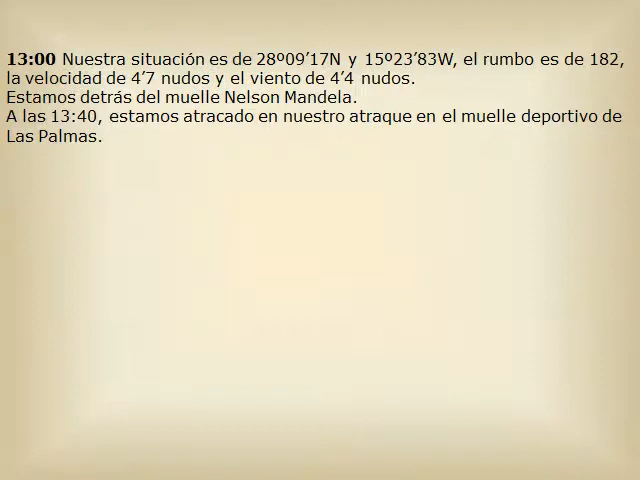 13:00 Nuestra situación es de 28º09’17N y 15º23’83W, el rumbo es de 182,
la velocidad de 4’7 nudos y el viento de 4’4 nudos.
Estamos detrás del muelle Nelson Mandela.
A las 13:40, estamos atracado en nuestro atraque en el muelle deportivo de
Las Palmas.